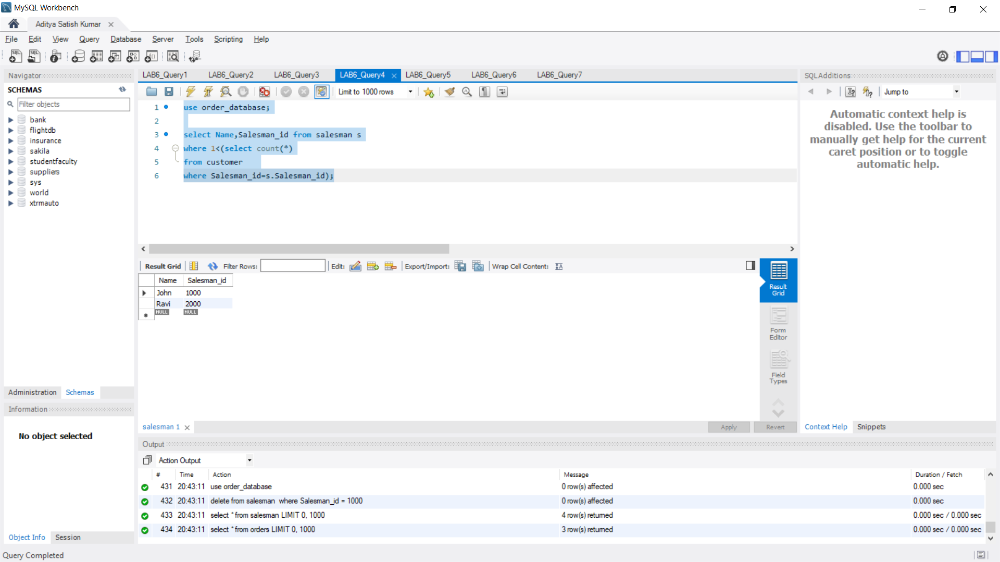 MySQL Workbench
Aditya Satish Kumar
File Edit View Query Database Server Tools Scripting Help
Navigator
SCHEMAS
Filter objects
bank
flightdb
insurance
sakila
studentfaculty
suppliers
sys
world
xtrmauto
Administration Schemas
Information
No object selected
Object Info Session
LAB6_Query1 LAB6_Query2 LAB6_Query3 LAB6_Query4 LAB6_Query5 LAB6_Query6 LAB6_Query7
Limit to 1000 rows
1 use order_database;
2
3 select Name,Salesman_id from salesman s
4 where 1<(select count(*)
5 from customer
6 where Salesman_id=s.Salesman_id);
Result Grid Filter Rows: Edit: Export/Import: Wrap Cell Content:
Name Salesman_id
John 1000
Ravi 2000
NULL NULL
Result Grid
Form Editor
Field Types
salesman 1
Apply Revert
SQLAdditions
Jump to
Automatic context help is
disabled. Use the toolbar to
manually get help for the current
caret position or to toggle
automatic help.
Context Help Snippets
Output
Action Output
# Time Action Message Duration / Fetch
431 20:43:11 use order_database 0 row(s) affected 0.000 sec
432 20:43:11 delete from salesman where Salesman_id = 1000 0 row(s) affected 0.000 sec
433 20:43:11 select * from salesman LIMIT 0, 1000 4 row(s) returned 0.000 sec / 0.000 sec
434 20:43:11 select * from orders LIMIT 0, 1000 3 row(s) returned 0.000 sec / 0.000 sec
Query Completed